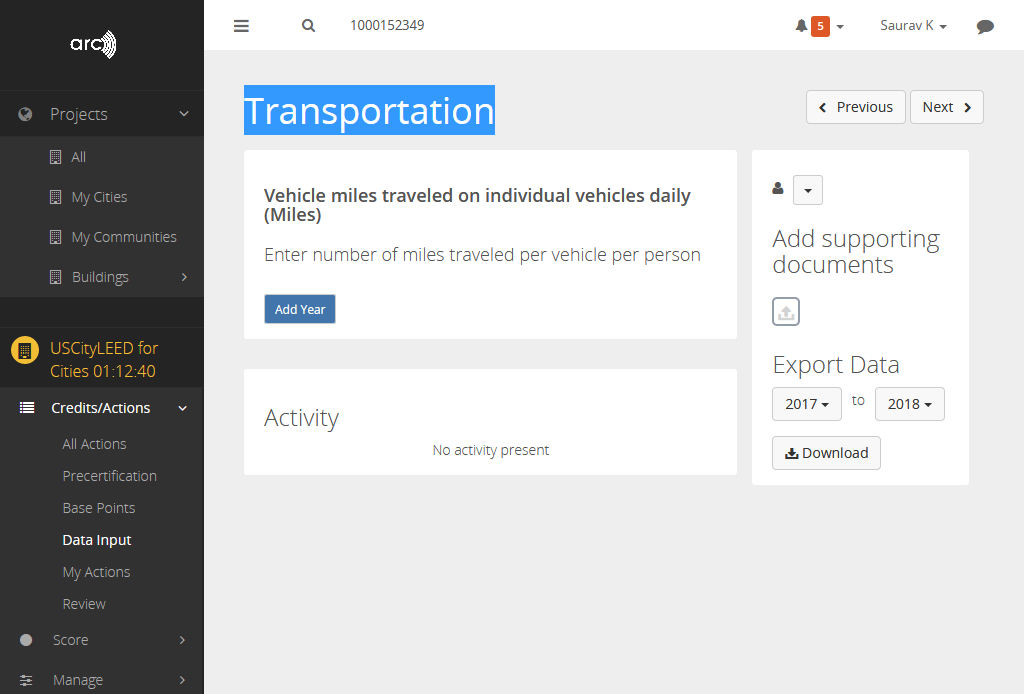 arc
Projects
All
My Cities
My Communities
Buildings
USCityLEED for
Cities 01:12:40
Credits/Actions
All Actions
Precertification
Base Points
Data Input
My Actions
Review
Score
Manage
1000152349
5
Saurav K
Transportation
Previous
Next
Vehicle miles traveled on individual vehicles daily
(Miles)
Enter number of miles traveled per vehicle per person
Add Year
Activity
No activity present
Add supporting
documents
Export Data
2017 to 2018
Download